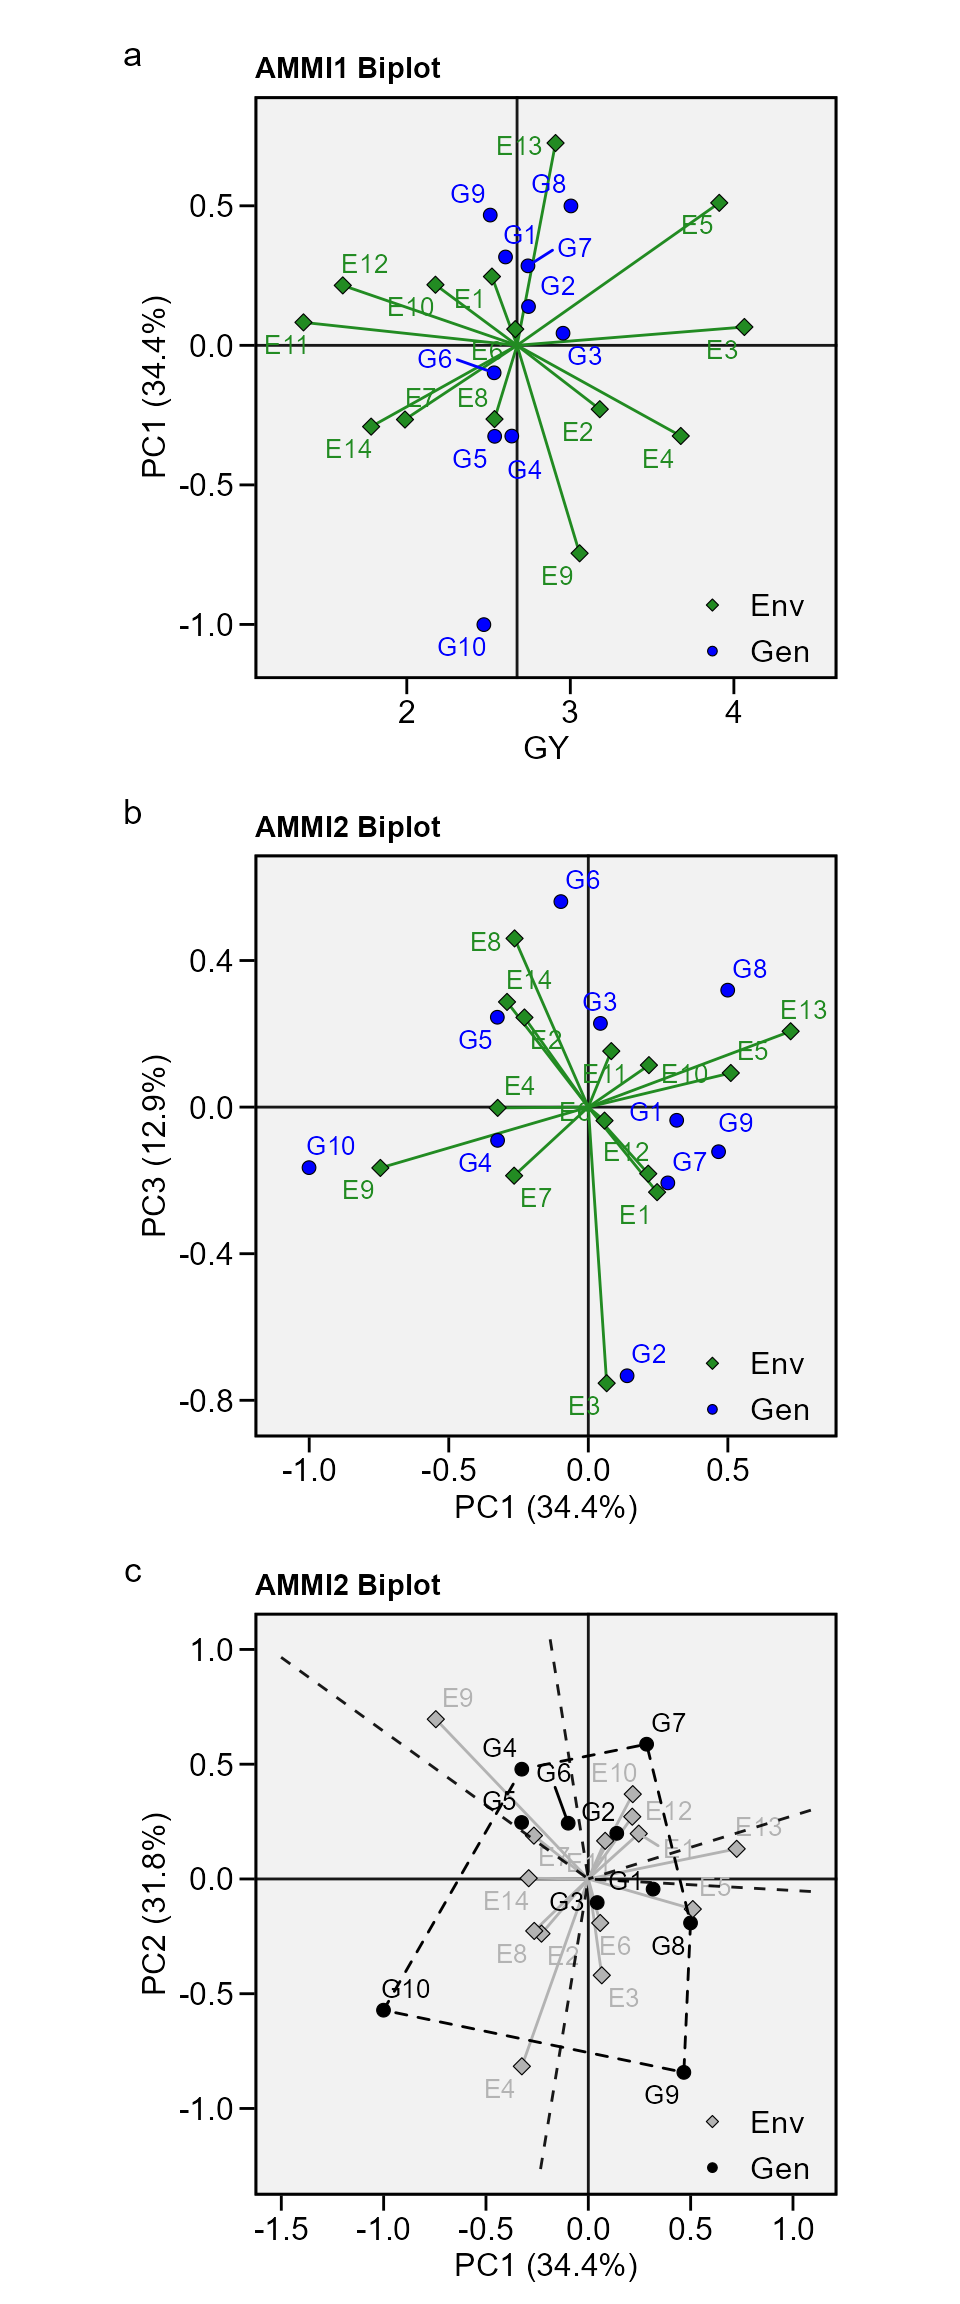 a
AMMI1 Biplot
E13
G9
G8
0.5
E5
G1
G7
E12
G2
E10
E1
PC1 (34.4%)
0.0
E11
E6
G6
G3
E3
E7
E8
E14
G5
G4
E2
E4
-0.5
E9
Env
-1.0
G10
Gen
2
3
4
GY
b
AMMI2 Biplot
G6
E8
0.4
E14
G3
G8
E13
G5
E2
E5
E11
E10
E4
PC3 (12.9%)
0.0
E6
G1
G9
G10
G4
E12
G7
E9
E7
E1
-0.4
G2
Env
-0.8
E3
Gen
-1.0
-0.5
0.0
0.5
PC1 (34.4%)
c
AMMI2 Biplot
1.0
E9
G7
G4
0.5
G6
E10
G5
G2
E12
E13
E7
E1
PC2 (31.8%)
0.0
G1
E5
E14
G3
E8
E2
E6
G8
-0.5
G10
E3
E4
G9
-1.0
Env
Gen
-1.5
-1.0
-0.5
0.0
0.5
1.0
PC1 (34.4%)